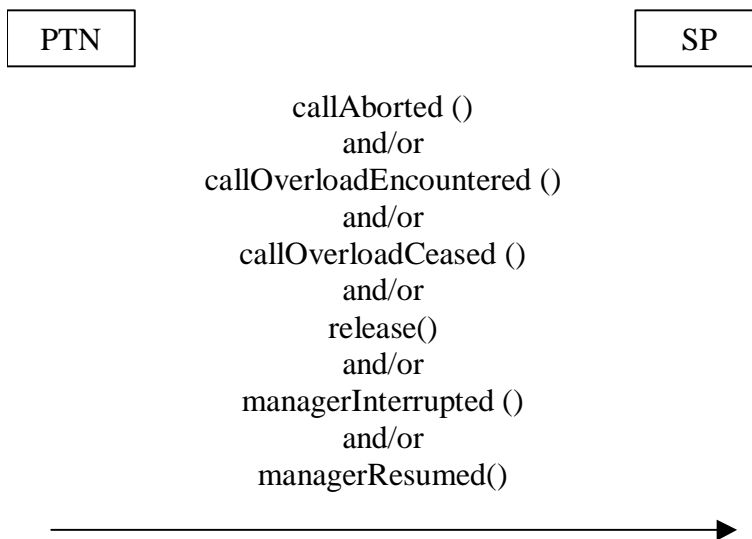 PTN
SP
callAborted ()
and/or
callOverloadEncountered ()
and/or
callOverloadCeased ()
and/or
release()
and/or
managerInterrupted ()
and/or
managerResumed()